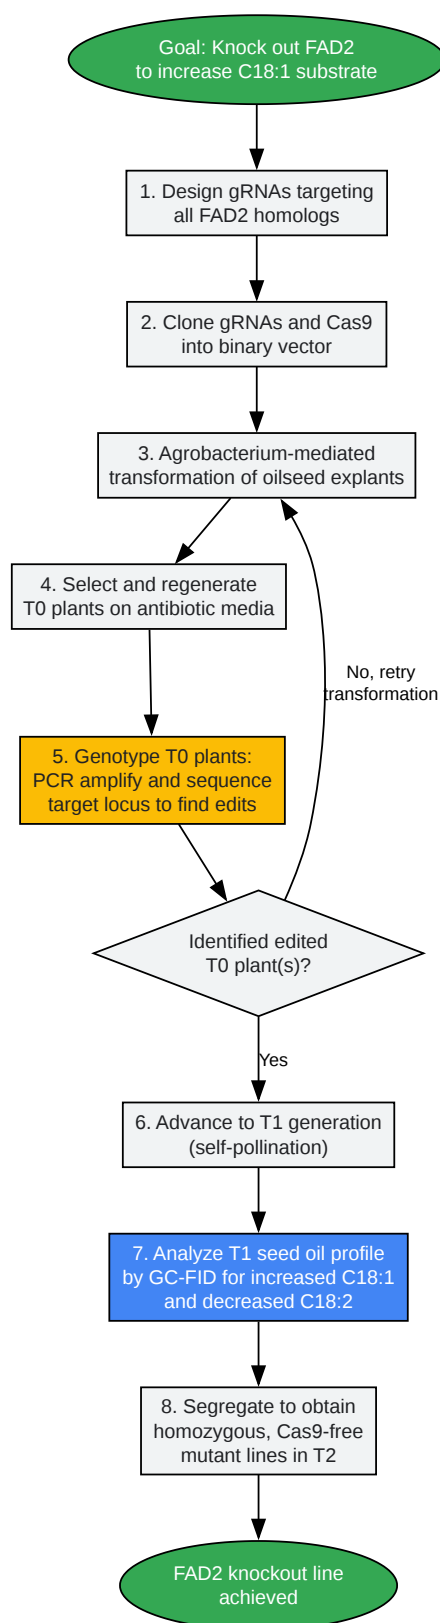 Goal: Knock out FAD2
to increase C18:1 substrate
1. Design gRNAs targeting
all FAD2 homologs
2. Clone gRNAs and Cas9
into binary vector
3. Agrobacterium-mediated
transformation of oilseed explants
4. Select and regenerate
T0 plants on antibiotic media
No, retry
transformation
5. Genotype T0 plants:
PCR amplify and sequence
target locus to find edits
Identified edited
T0 plant(s)?
Yes
6. Advance to T1 generation
(self-pollination)
7. Analyze T1 seed oil profile
by GC-FID for increased C18:1
and decreased C18:2
8. Segregate to obtain
homozygous, Cas9-free
mutant lines in T2
FAD2 knockout line
achieved